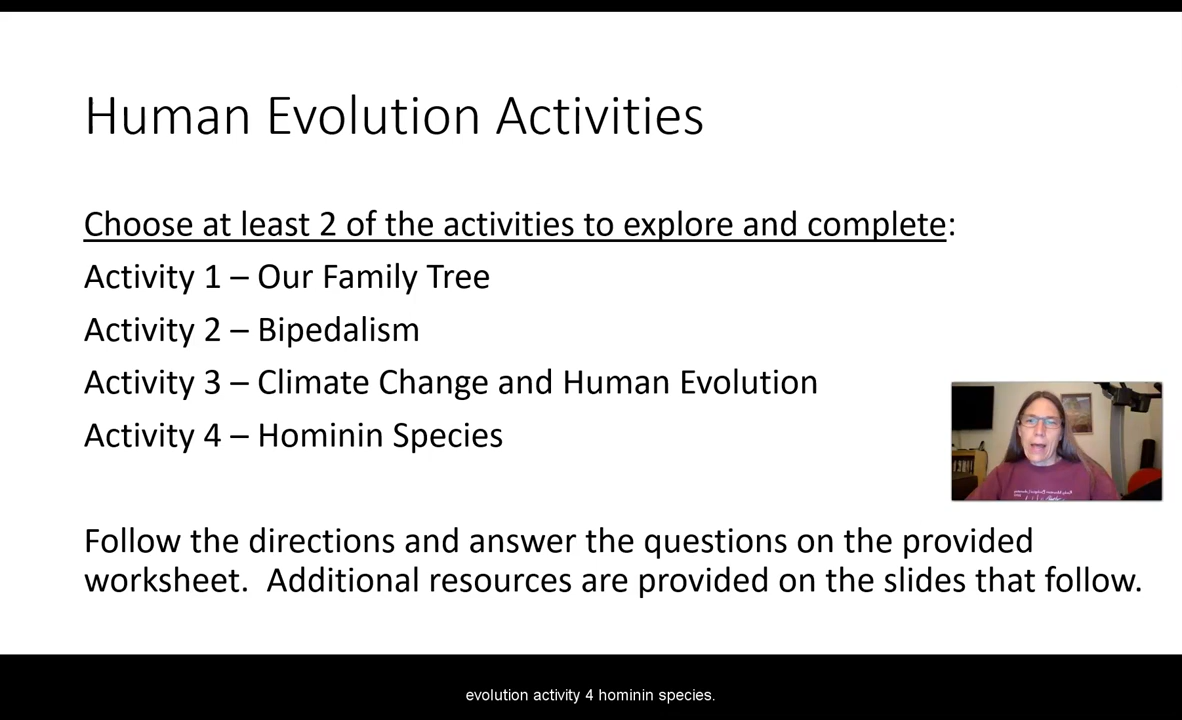 Human Evolution Activities
Choose at least 2 of the activities to explore and complete:
Activity 1 – Our Family Tree
Activity 2 – Bipedalism
Activity 3 – Climate Change and Human Evolution
Activity 4 – Hominin Species
Follow the directions and answer the questions on the provided
worksheet.  Additional resources are provided on the slides that follow.
evolution activity 4 hominin species.